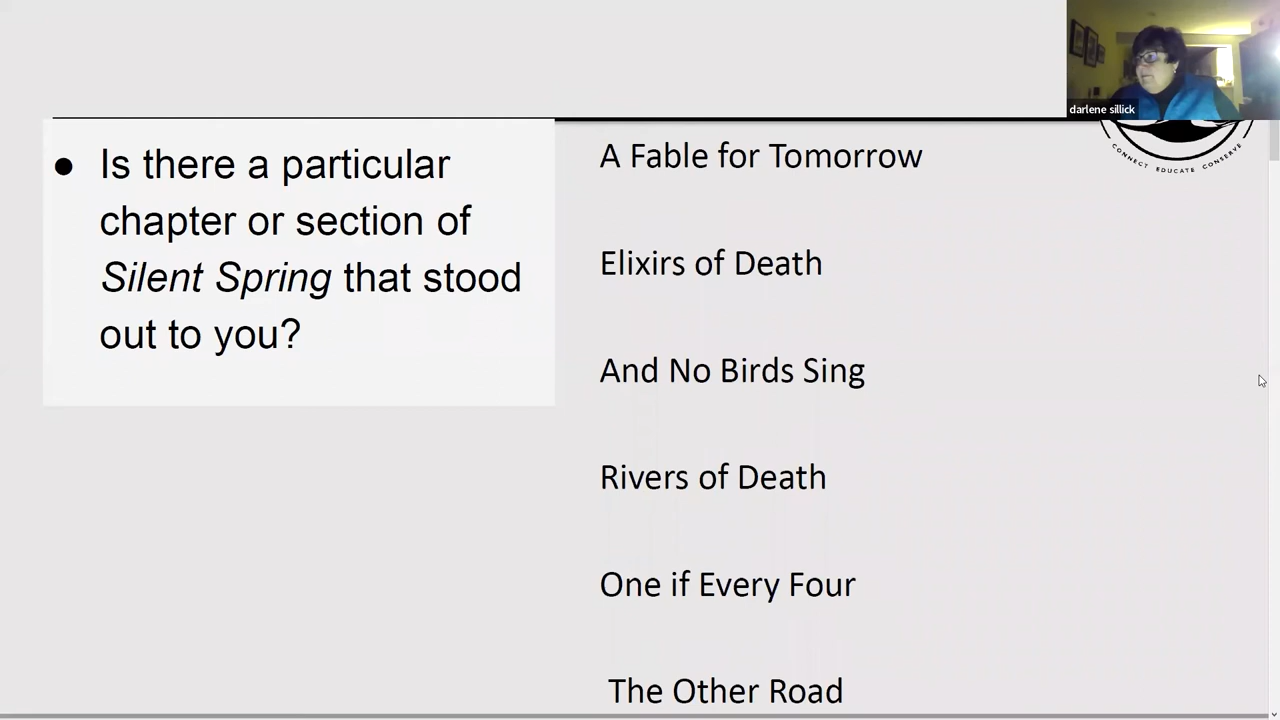 darlene sillick
● Is there a particular
chapter or section of
Silent Spring that stood
out to you?
A Fable for Tomorrow
Elixirs of Death
And No Birds Sing
Rivers of Death
One if Every Four
The Other Road
CONNECT EDUCATE CONSERVE